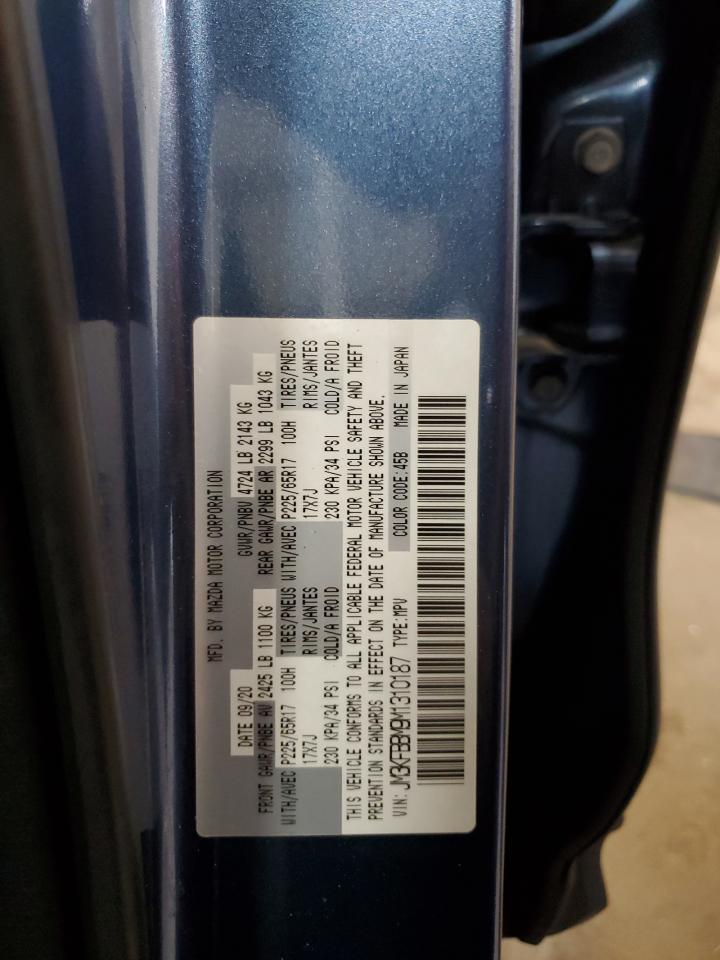 MFD. BY MAZDA MOTOR CORPORATION
DATE 09/20 GVWR/PNBV 4724 LB 2143 KG
FRONT GAWR/PNBE AV 2425 LB 1100 KG REAR GAWR/PNBE AR 2299 LB 1043 KG
WITH/AVEC P225/65R17 100H TIRES/PNEUS WITH/AVEC P225/65R17 100H TIRES/PNEUS
17X7J RIMS/JANTES 17X7J RIMS/JANTES
230 KPA/34 PSI COLD/A FROID 230 KPA/34 PSI COLD/A FROID
THIS VEHICLE CONFORMS TO ALL APPLICABLE FEDERAL MOTOR VEHICLE SAFETY AND THEFT
PREVENTION STANDARDS IN EFFECT ON THE DATE OF MANUFACTURE SHOWN ABOVE.
VIN: JM3KFBBM9M1310187 TYPE:MPV COLOR CODE:45B MADE IN JAPAN